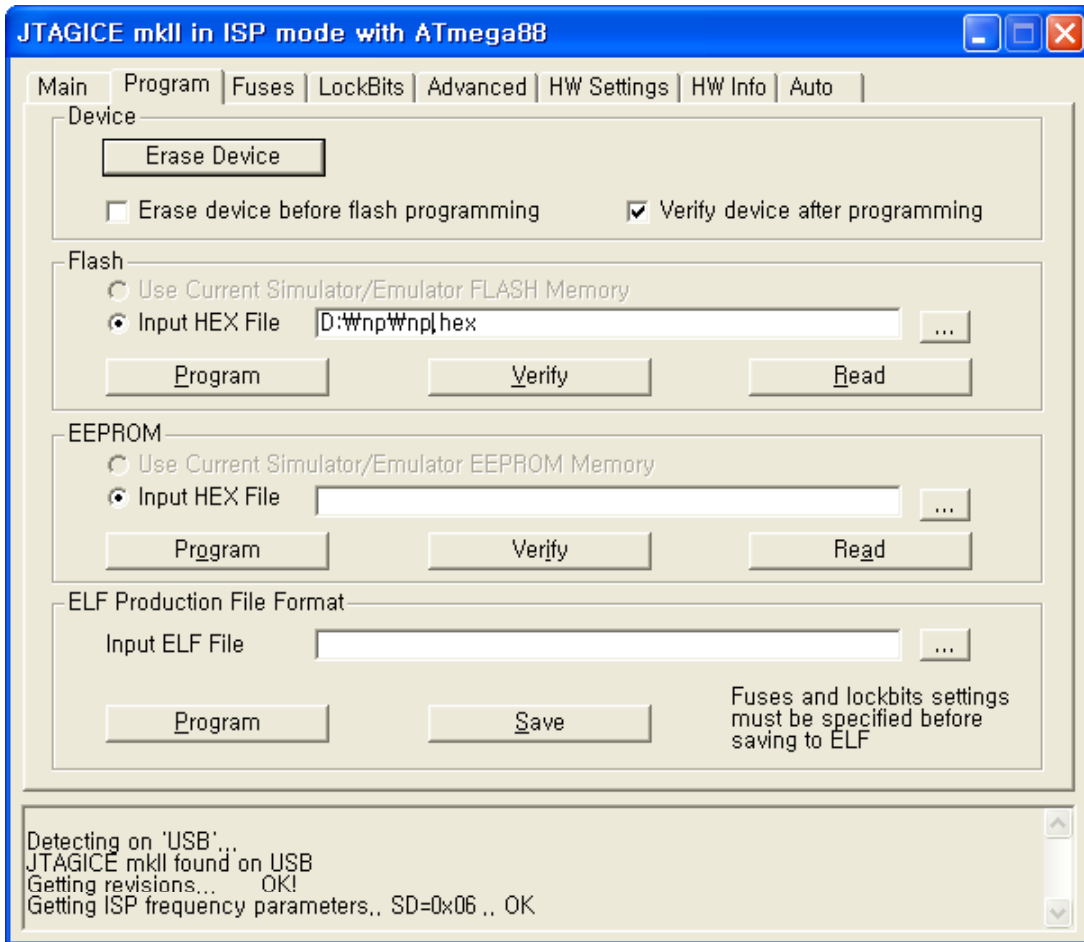 JTAGICE mkII in ISP mode with ATmega88
Main Program Fuses LockBits Advanced HW Settings HW Info Auto
Device
Erase Device
Erase device before flash programming Verify device after programming
Flash
Use Current Simulator/Emulator FLASH Memory
Input HEX File D:₩np₩np.hex ...
Program Verify Read
EEPROM
Use Current Simulator/Emulator EEPROM Memory
Input HEX File ...
Program Verify Read
ELF Production File Format
Input ELF File ...
Fuses and lockbits settings
must be specified before
saving to ELF
Program Save
Detecting on 'USB'...
JTAGICE mkII found on USB
Getting revisions... OK!
Getting ISP frequency parameters.. SD=0x06 .. OK